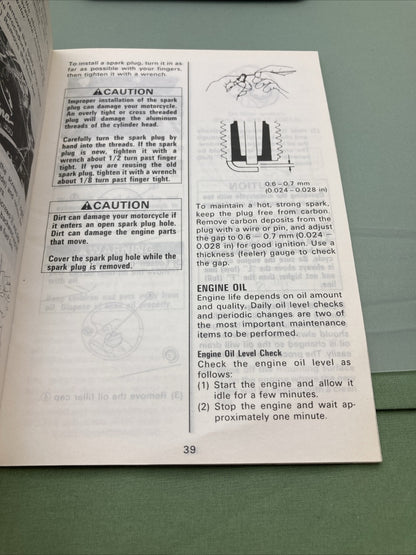 To install a spark plug, turn it in as
far as possible with your fingers,
then tighten it with a wrench.
CAUTION
Improper installation of the spark
plug can damage your motorcycle.
An overly tight or cross threaded
plug will damage the aluminum
threads of the cylinder head.
Carefully turn the spark plug by
hand into the threads. If the spark
plug is new, tighten it with a
wrench about 1/2 turn past finger
tight. If you are reusing the old
spark plug, tighten it with a wrench
about 1/8 turn past finger tight.
CAUTION
Dirt can damage your motorcycle if
it enters an open spark plug hole.
Dirt can damage the engine parts
that move.
Cover the spark plug hole while the
spark plug is removed.
0.6–0.7 mm
(0.024–0.028 in)
To maintain a hot, strong spark,
keep the plug free from carbon.
Remove carbon deposits from the
plug with a wire or pin, and adjust
the gap to 0.6 – 0.7 mm (0.024 –
0.028 in) for good ignition. Use a
thickness (feeler) gauge to check
the gap.
ENGINE OIL
Engine life depends on oil amount
and quality. Daily oil level checks
and periodic changes are two of
the most important maintenance
items to be performed.
Engine Oil Level Check
Check the engine oil level as
follows:
(1) Start the engine and allow it
idle for a few minutes.
(2) Stop the engine and wait ap-
proximately one minute.
39